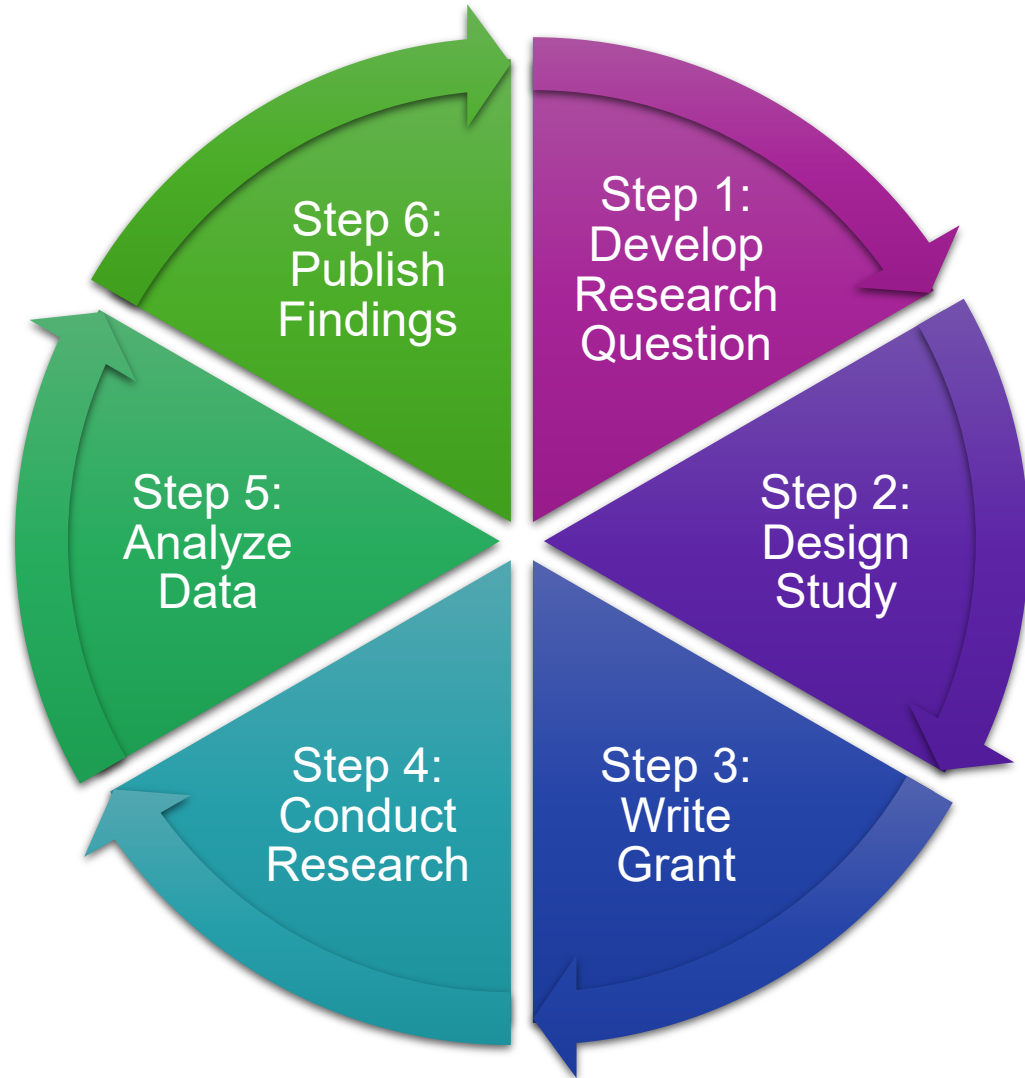 Step 1:
Develop
Research
Question
Step 2:
Design
Study
Step 3:
Write
Grant
Step 4:
Conduct
Research
Step 5:
Analyze
Data
Step 6:
Publish
Findings